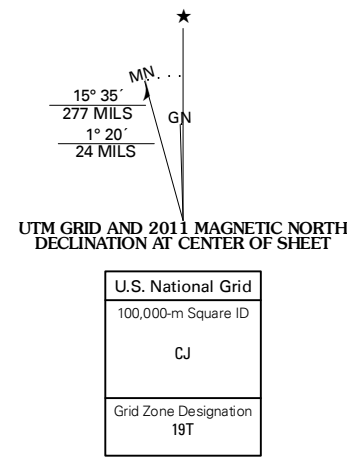 ★
MN
GN
15° 35´
277 MILS
1° 20´
24 MILS
UTM GRID AND 2011 MAGNETIC NORTH
DECLINATION AT CENTER OF SHEET
U.S. National Grid
100,000-m Square ID
CJ
Grid Zone Designation
19T